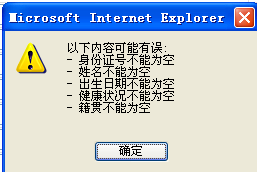 Microsoft Internet Explorer
以下内容可能有误:
- 身份证号不能为空
- 姓名不能为空
- 出生日期不能为空
- 健康状况不能为空
- 籍贯不能为空
确定